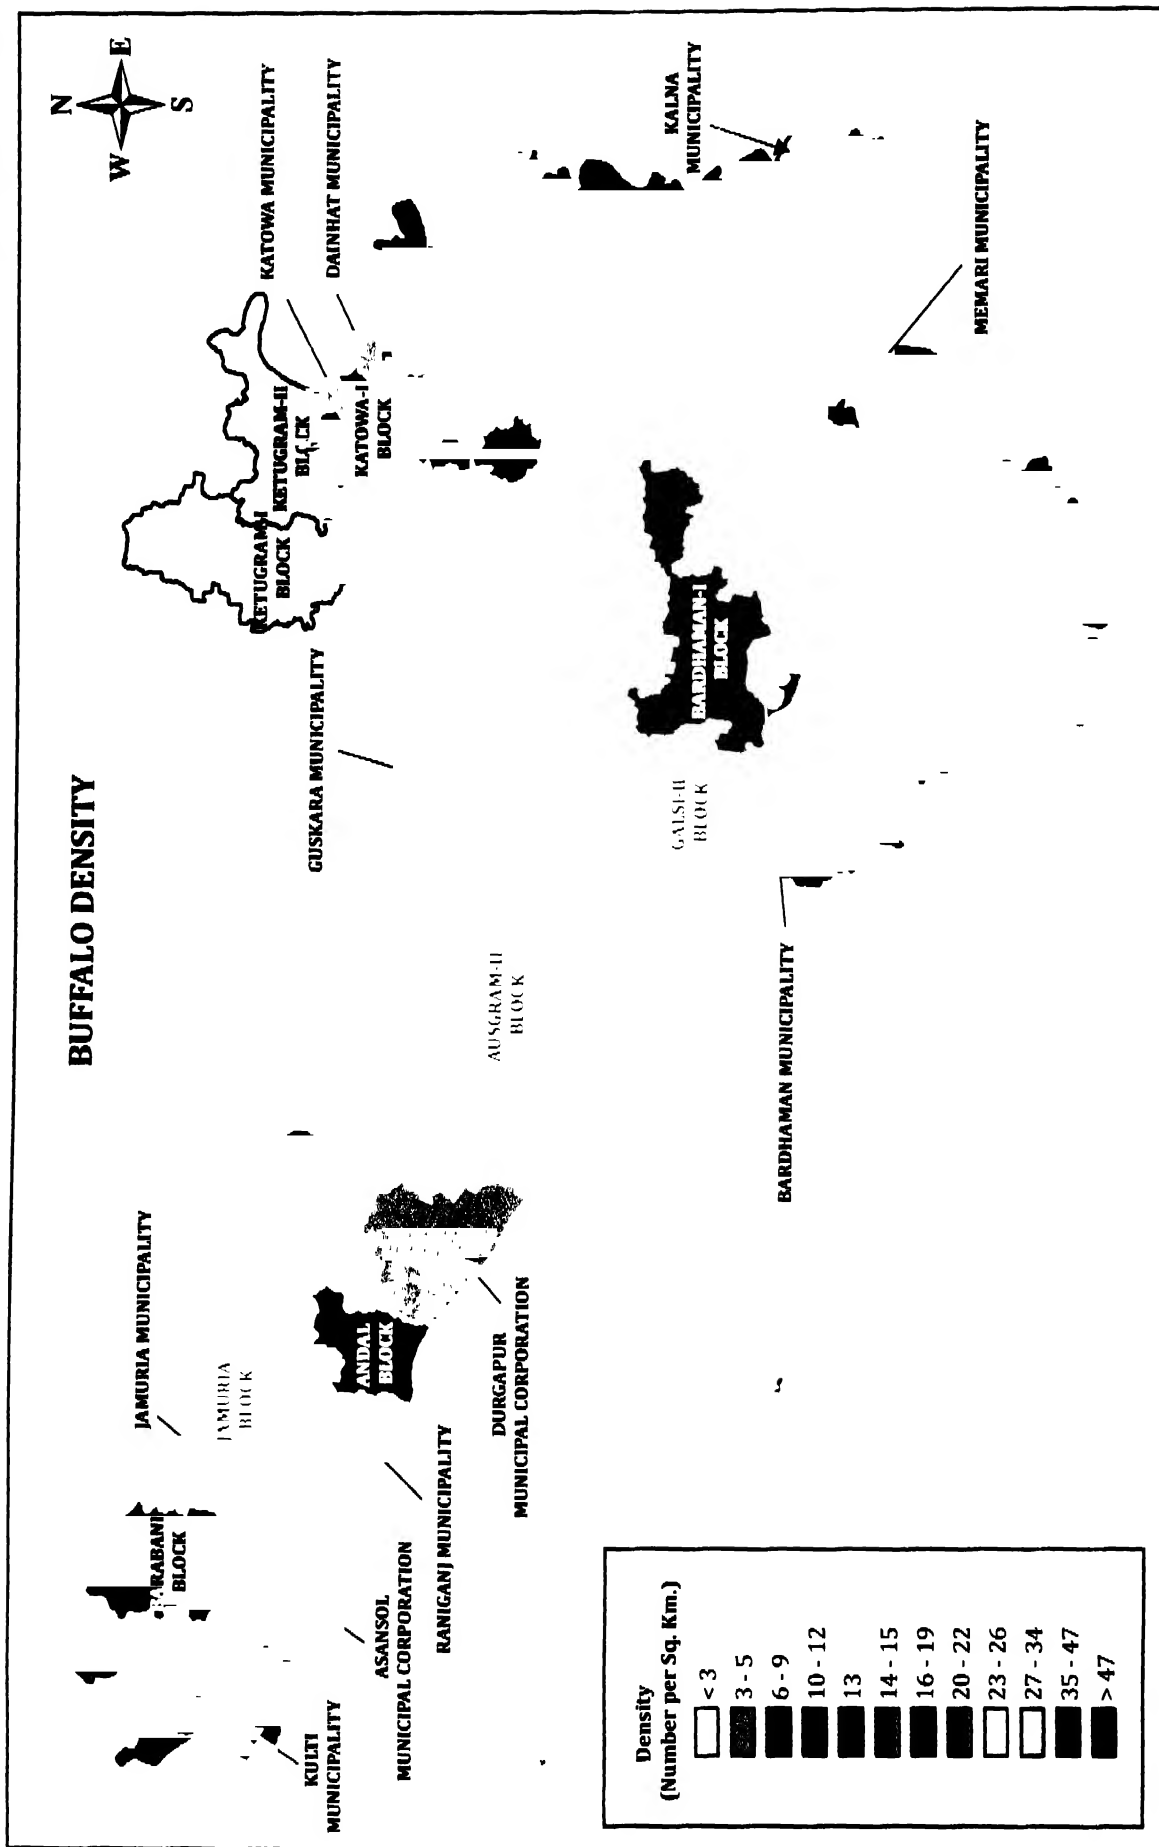 BUFFALO DENSITY
N
W
E
S
JAMURIA MUNICIPALITY
JAMURIA
BLOCK
BARABANI
BLOCK
KULTI
MUNICIPALITY
ASANSOL
MUNICIPAL CORPORATION
RANIGANJ MUNICIPALITY
ANDAL
BLOCK
DURGAPUR
MUNICIPAL CORPORATION
AUSGRAM-II
BLOCK
GUSKARA MUNICIPALITY
KETUGRAM-I
BLOCK
KETUGRAM-II
BLOCK
KATOWA MUNICIPALITY
DAINHAT MUNICIPALITY
KATOWA-I
BLOCK
GALSI-II
BLOCK
BARDHAMAN-I
BLOCK
BARDHAMAN MUNICIPALITY
KALNA
MUNICIPALITY
MEMARI MUNICIPALITY
Density
(Number per Sq. Km.)
< 3
3 - 5
6 - 9
10 - 12
13
14 - 15
16 - 19
20 - 22
23 - 26
27 - 34
35 - 47
> 47